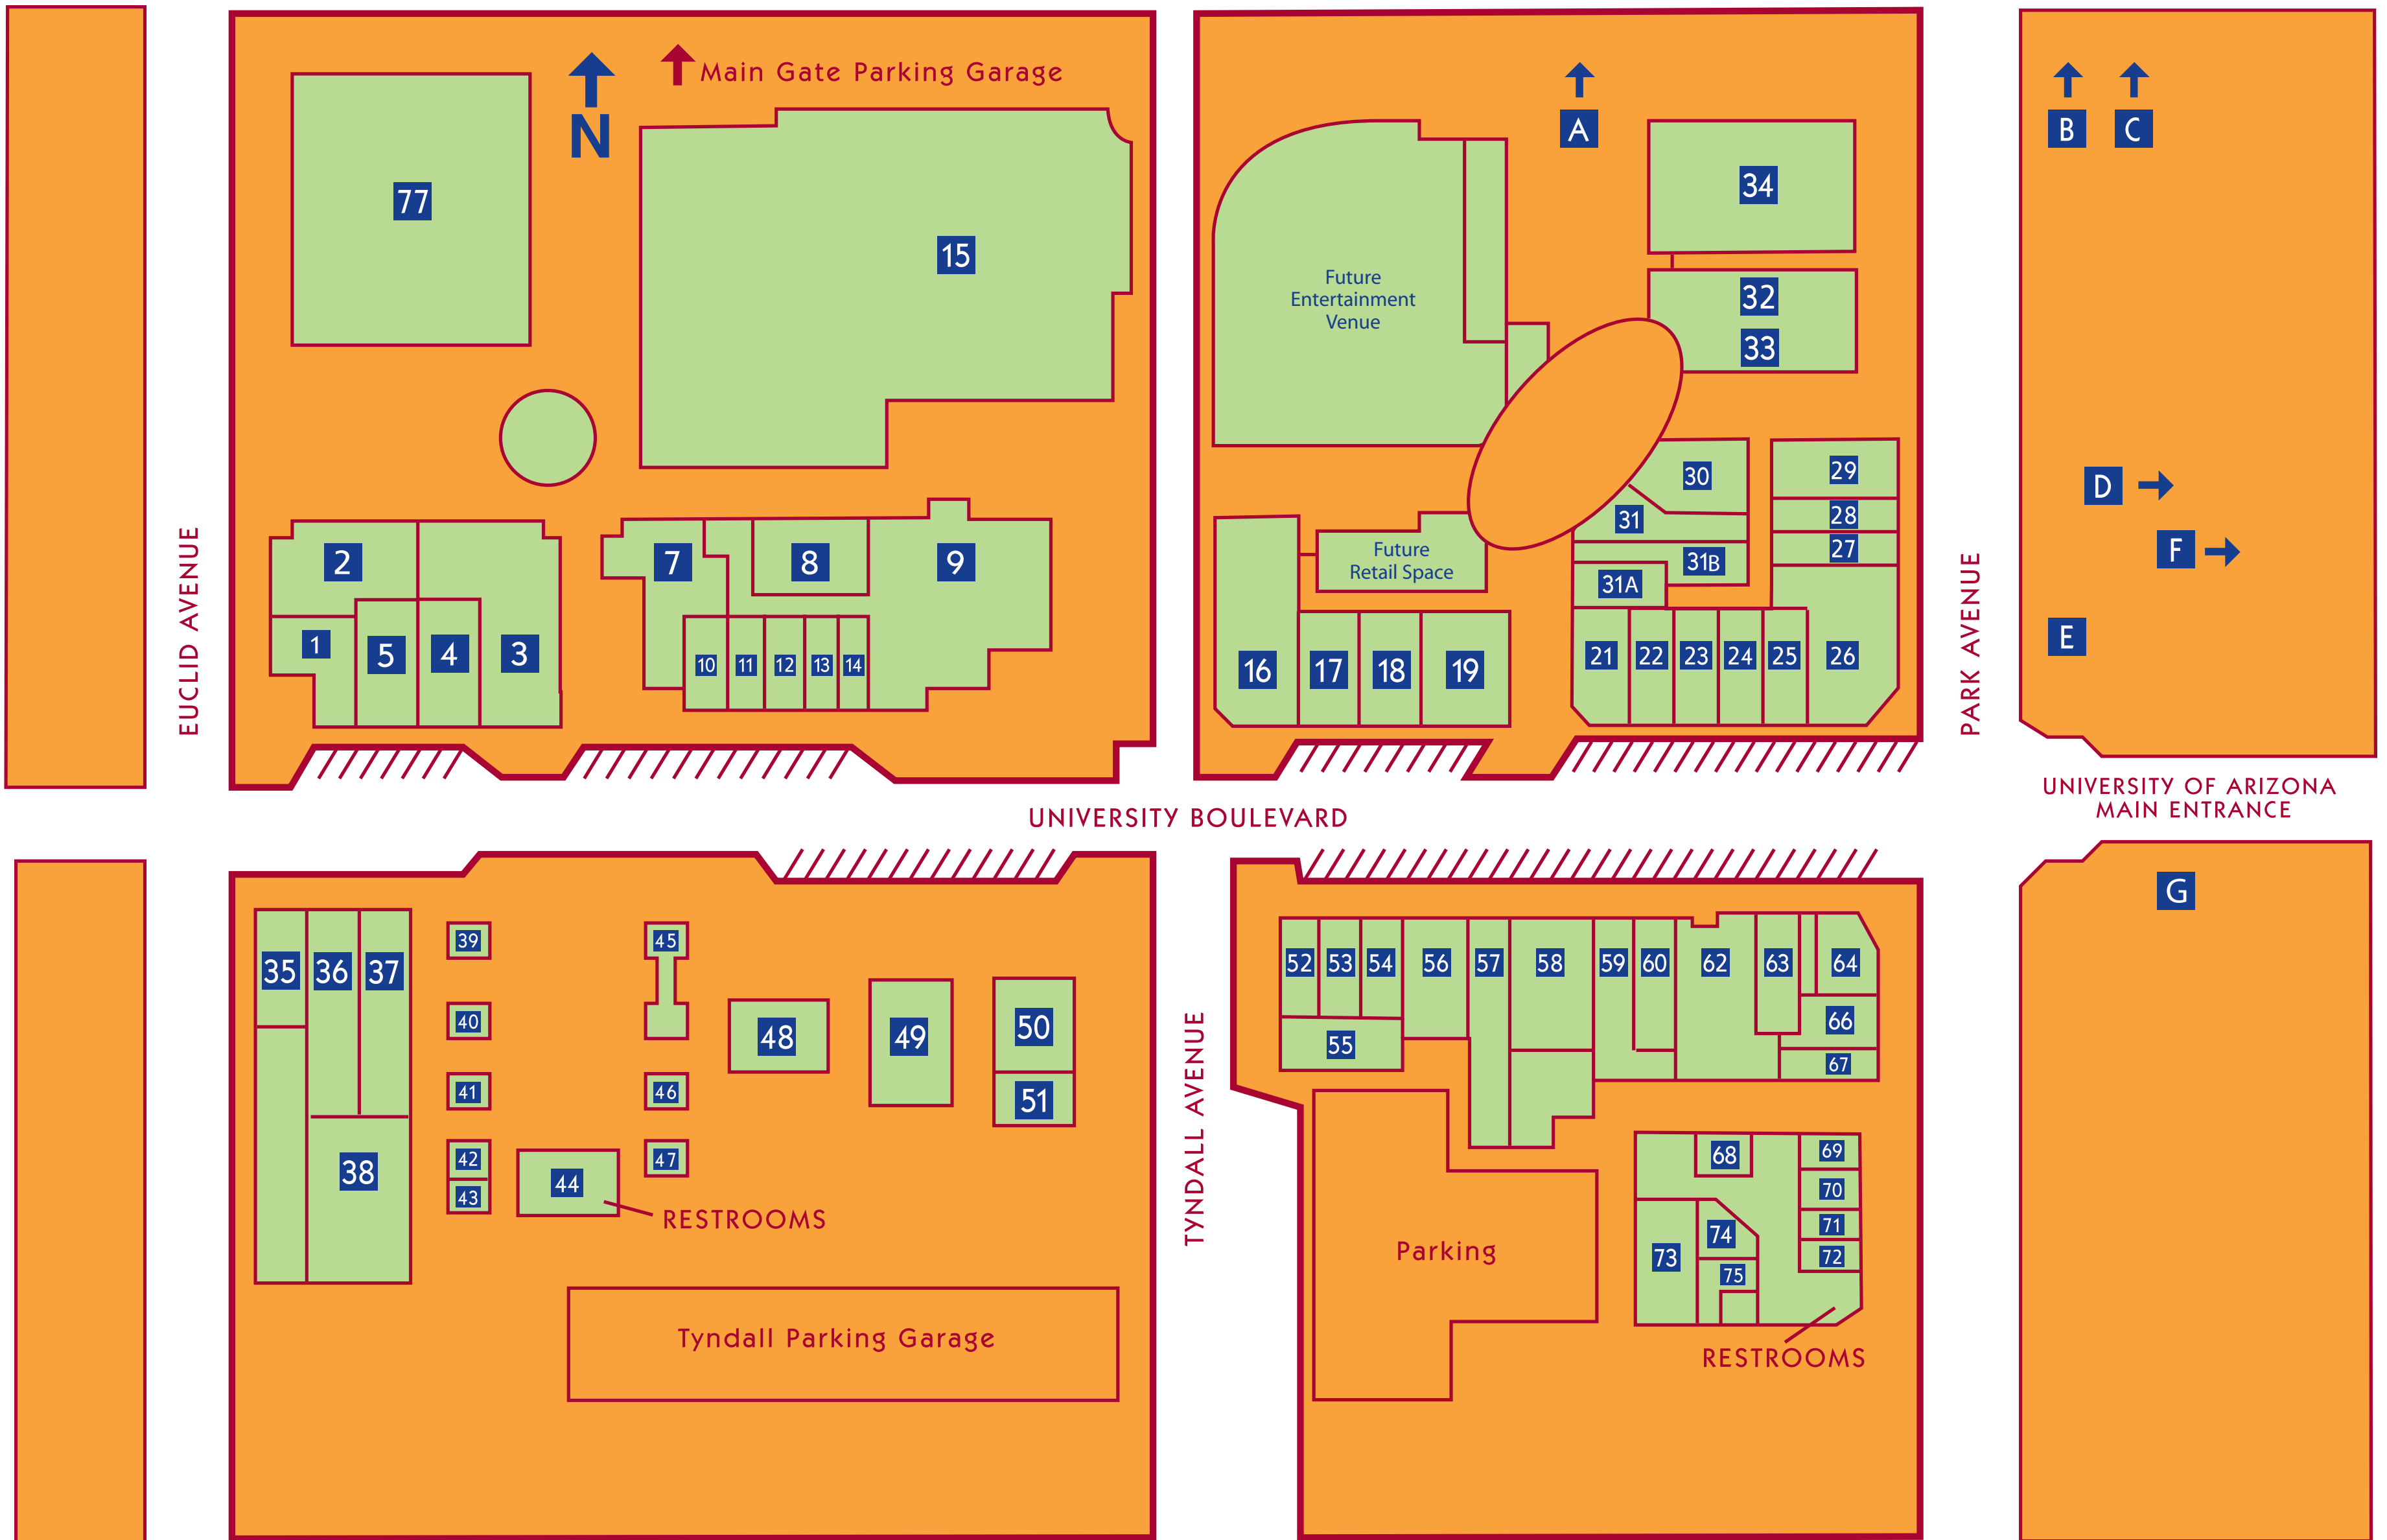 Main Gate Parking Garage
N
77
15
A
B
C
34
Future
Entertainment
Venue
32
33
2
7
8
9
1
5
4
3
10
11
12
13
14
30
29
31
28
27
31B
31A
Future
Retail Space
16
17
18
19
21
22
23
24
25
26
D
F
E
EUCLID AVENUE
PARK AVENUE
UNIVERSITY OF ARIZONA
MAIN ENTRANCE
UNIVERSITY BOULEVARD
G
35
36
37
39
45
40
41
46
42
47
43
44
38
48
49
50
51
RESTROOMS
Tyndall Parking Garage
TYNDALL AVENUE
52
53
54
56
57
58
59
60
62
63
64
55
66
67
68
69
70
71
72
73
74
75
Parking
RESTROOMS